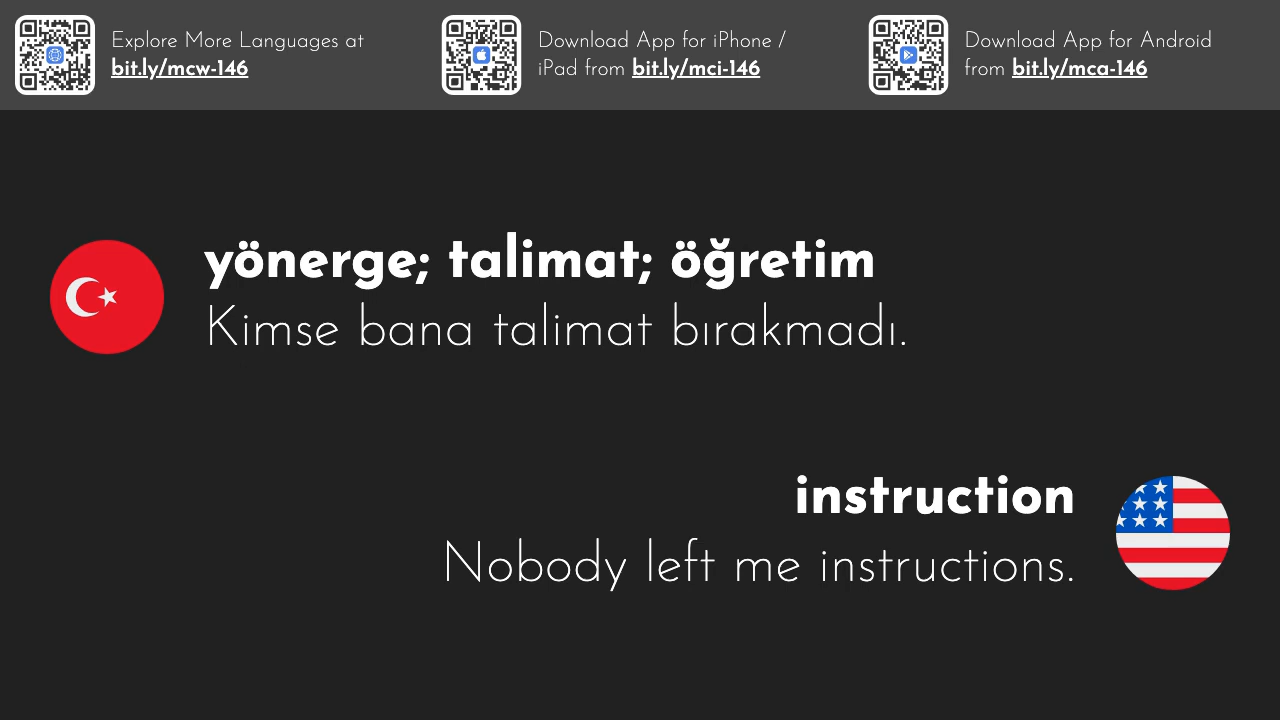 Explore More Languages at
bit.ly/mcw-146
Download App for iPhone /
iPad from bit.ly/mci-146
Download App for Android
from bit.ly/mca-146
yönerge; talimat; öğretim
Kimse bana talimat bırakmadı.
instruction
Nobody left me instructions.